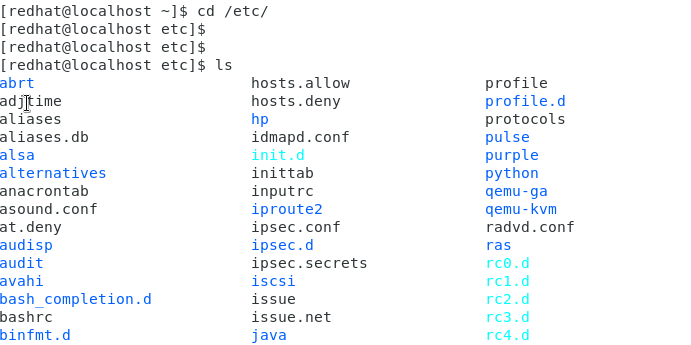 [redhat@localhost ~]$ cd /etc/
[redhat@localhost etc]$
[redhat@localhost etc]$
[redhat@localhost etc]$ ls
abrt hosts.allow profile
adjtime hosts.deny profile.d
aliases hp protocols
aliases.db idmapd.conf pulse
alsa init.d purple
alternatives inittab python
anacrontab inputrc qemu-ga
asound.conf iproute2 qemu-kvm
at.deny ipsec.conf radvd.conf
audisp ipsec.d ras
audit ipsec.secrets rc0.d
avahi iscsi rc1.d
bash_completion.d issue rc2.d
bashrc issue.net rc3.d
binfmt.d java rc4.d